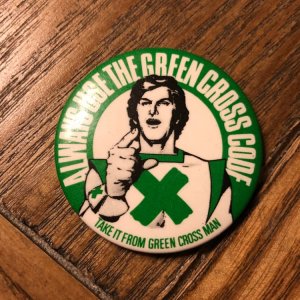 ALWAYS USE THE GREEN CROSS CODE
TAKE IT FROM GREEN CROSS MAN